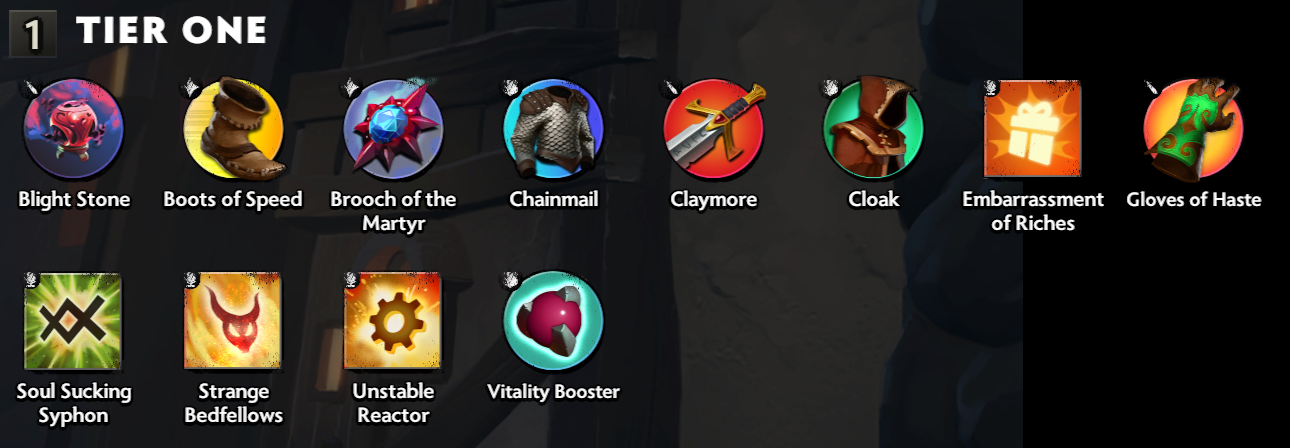 1 TIER ONE
Blight Stone
Boots of Speed
Brooch of the
Martyr
Chainmail
Claymore
Cloak
Embarrassment
of Riches
Gloves of Haste
Soul Sucking
Syphon
Strange
Bedfellows
Unstable
Reactor
Vitality Booster